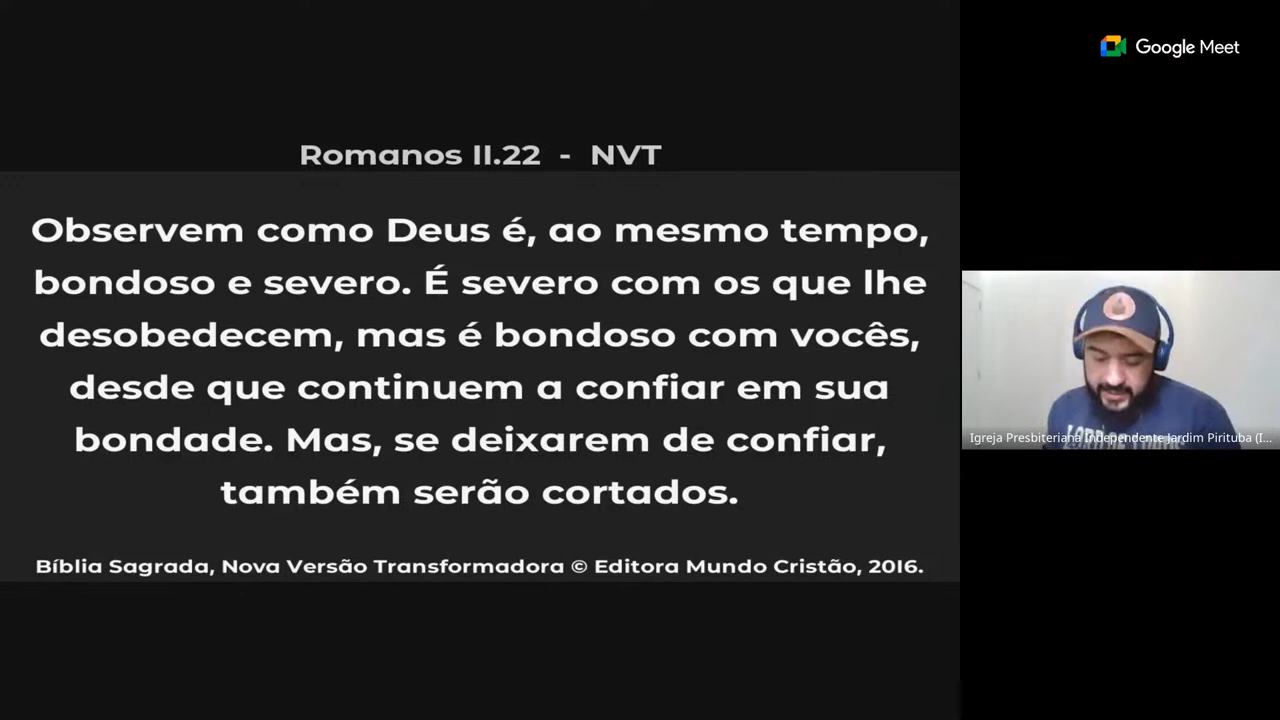 Romanos 11.22 - NVT
Observem como Deus é, ao mesmo tempo,
bondoso e severo. É severo com os que lhe
desobedecem, mas é bondoso com vocês,
desde que continuem a confiar em sua
bondade. Mas, se deixarem de confiar,
também serão cortados.
Bíblia Sagrada, Nova Versão Transformadora © Editora Mundo Cristão, 2016.
Google Meet
Igreja Presbiteriana Independente Jardim Pirituba (I...